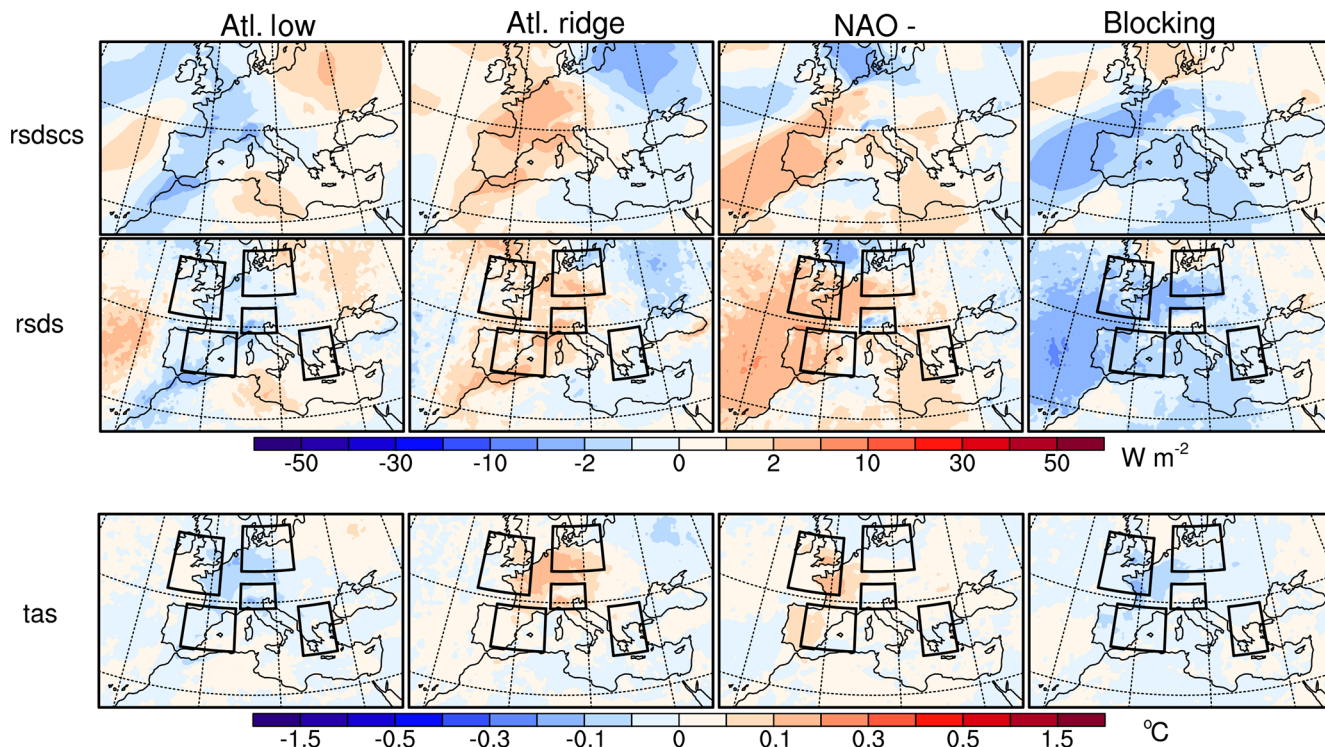 Atl. low Atl. ridge NAO - Blocking
rsdscs
rsds
-50 -30 -10 -2 0 2 10 30 50 W m-2
tas
-1.5 -0.5 -0.3 -0.1 0 0.1 0.3 0.5 1.5 °C